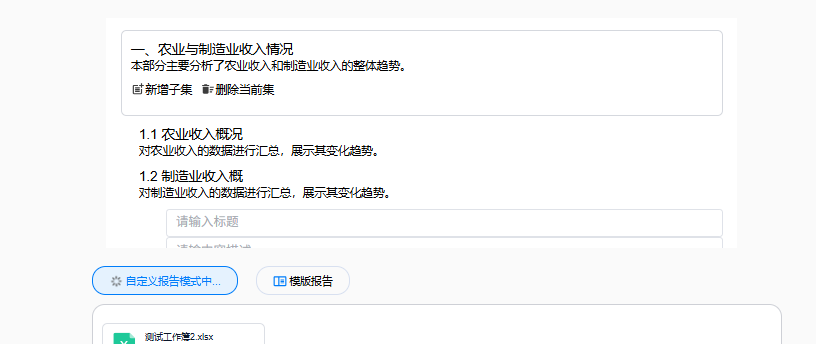 一、农业与制造业收入情况
本部分主要分析了农业收入和制造业收入的整体趋势。
新增子集 删除当前集
1.1 农业收入概况
对农业收入的数据进行汇总，展示其变化趋势。
1.2 制造业收入概
对制造业收入的数据进行汇总，展示其变化趋势。
请输入标题
请输内容描述
自定义报告模式中... 模版报告
测试工作簿2.xlsx